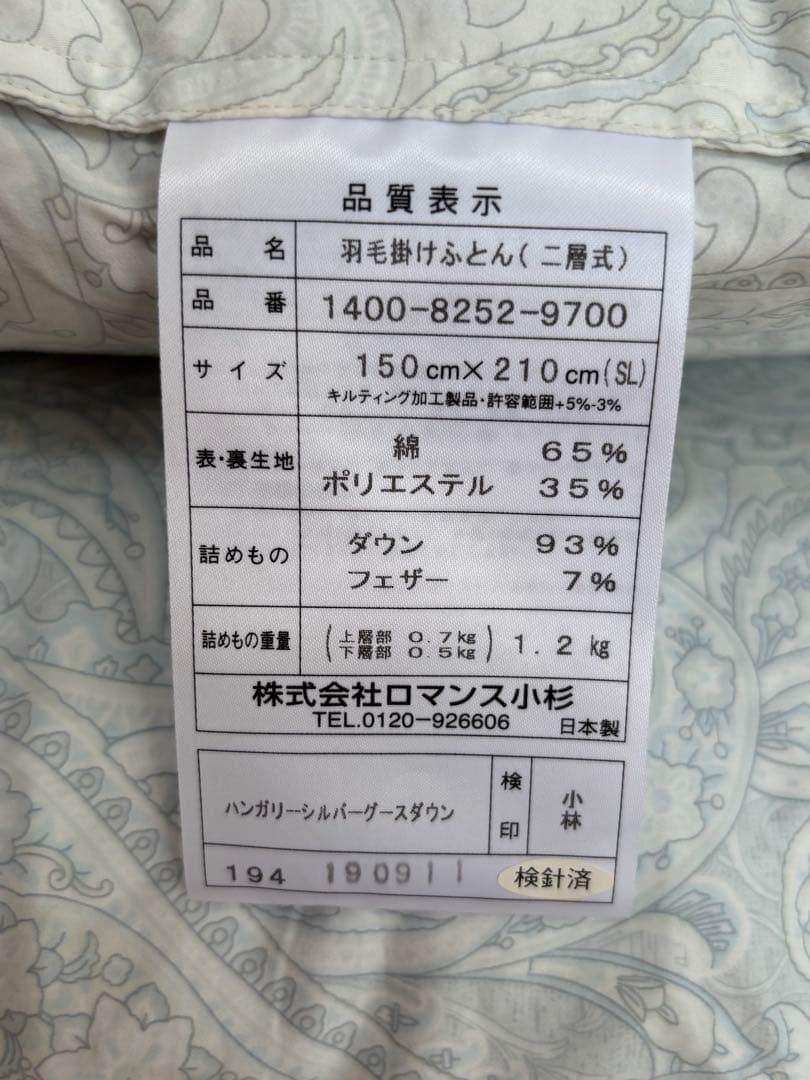 品質表示
品名 羽毛掛けふとん(二層式)
品番 1400-8252-9700
サイズ 150cm×210cm(SL)
キルティング加工製品・許容範囲+5%-3%
表・裏生地 綿 65%
ポリエステル 35%
詰めもの ダウン 93%
フェザー 7%
詰めもの重量 (上層部 0.7kg 下層部 0.5kg) 1.2kg
株式会社ロマンス小杉
TEL.0120-926606 日本製
ハンガリーシルバーグースダウン 検印 小林
194 190911 検針済